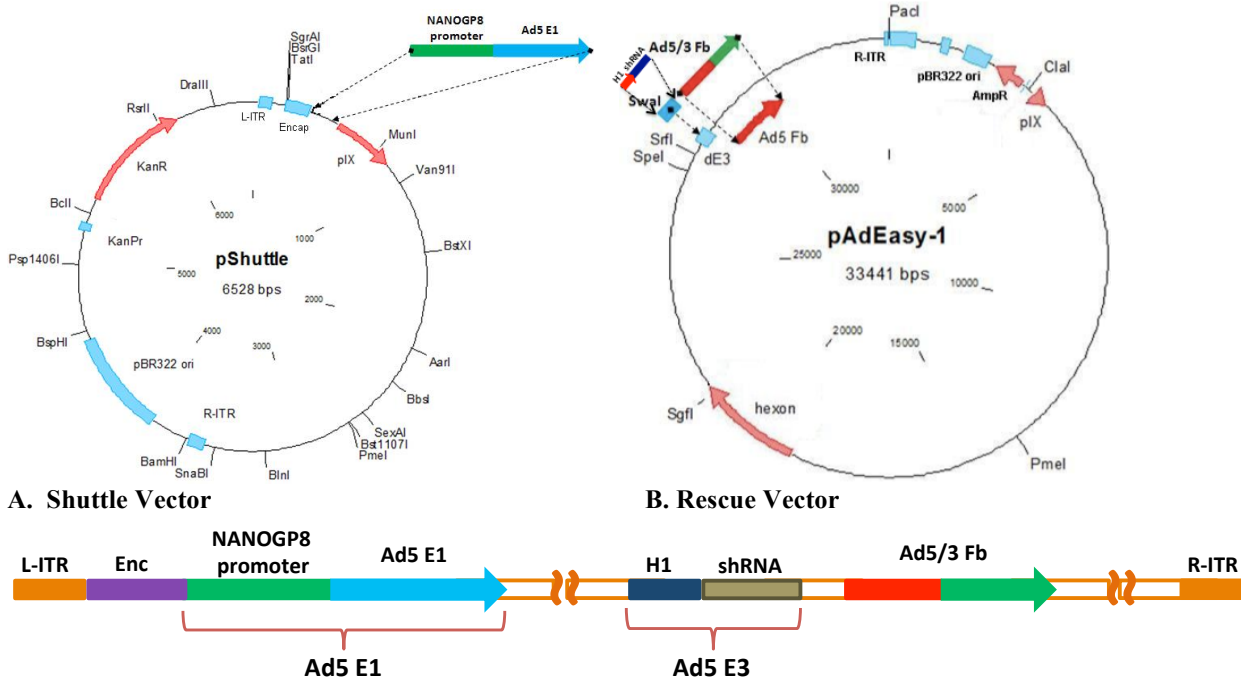 NANOGP8
promoter
Ad5 E1
SgrAI
BsrGI
TatI
DraIII
L-ITR
Encap
RsrII
MunI
pIX
Van91I
KanR
BclI
KanPr
6000
1000
BstXI
Psp1406I
pShuttle
5000
6528 bps
2000
BspHI
4000
3000
pBR322 ori
AarI
BbsI
R-ITR
SexAI
Bst1107I
PmeI
BamHI
SnaBI
BlnI
A. Shuttle Vector
PacI
R-ITR
pBR322 ori
ClaI
AmpR
pIX
H1 shRNA
Ad5/3 Fb
SwaI
Ad5 Fb
SrfI
SpeI
dE3
30000
5000
pAdEasy-1
25000
33441 bps
10000
20000
15000
SgfI
hexon
PmeI
B. Rescue Vector
L-ITR
Enc
NANOGP8
promoter
Ad5 E1
H1
shRNA
Ad5/3 Fb
R-ITR
Ad5 E1
Ad5 E3